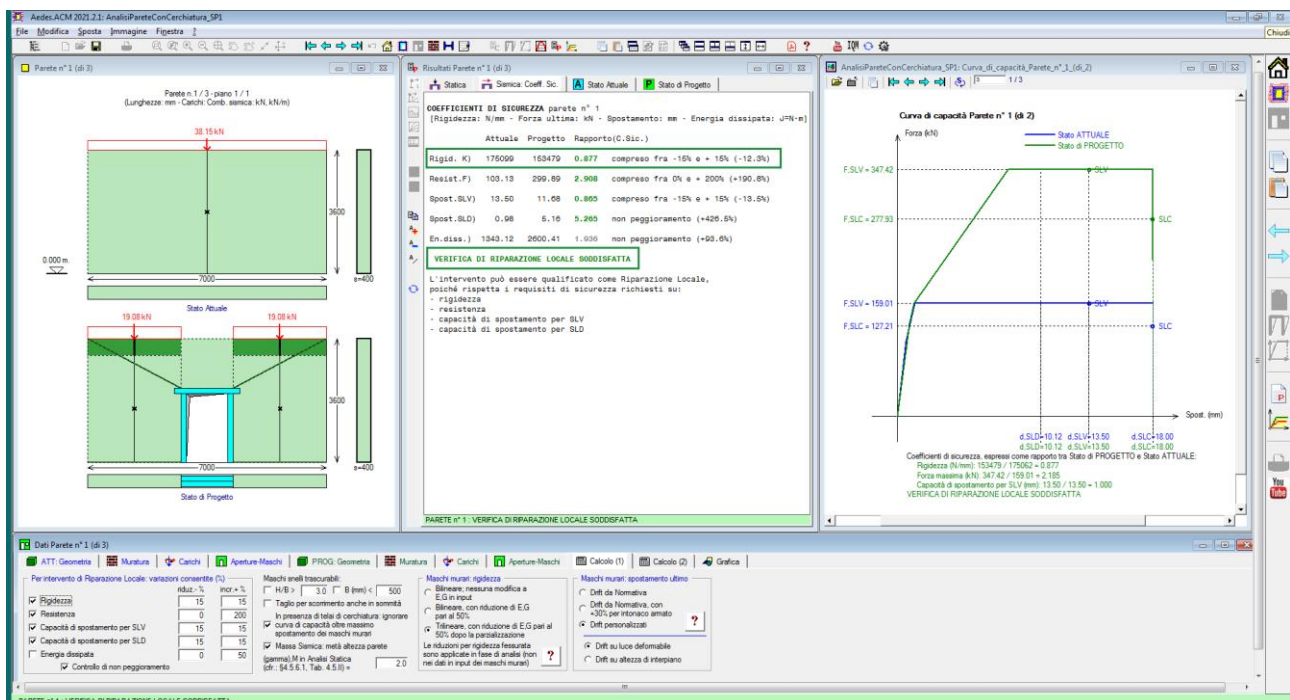 Aedes.ACM 2021.2.1: AnalisiPareteConCerchiatura_SP1
Chiudi
File Modifica Sposta Immagine Finestra ?
Parete n° 1 (di 3)
Parete n.1 / 3 - piano 1 / 1
(Lunghezze: mm - Carichi: Comb. sismica: kN, kN/m)
38.15 kN
3600
0.000 m.
7000
s=400
Stato Attuale
19.08 kN
19.08 kN
3600
7000
s=400
Stato di Progetto
Risultati Parete n° 1 (di 3)
Statica
Sismica: Coeff. Sic.
A Stato Attuale
P Stato di Progetto
COEFFICIENTI DI SICUREZZA parete n° 1
[Rigidezza: N/mm - Forza ultima: kN - Spostamento: mm - Energia dissipata: J=N·m]
Attuale Progetto Rapporto(C.Sic.)
Rigid. K) 175099 153479 0.877 compreso fra -15% e + 15% (-12.3%)
Resist.F) 103.13 299.89 2.908 compreso fra 0% e + 200% (+190.8%)
Spost.SLV) 13.50 11.68 0.865 compreso fra -15% e + 15% (-13.5%)
Spost.SLD) 0.98 5.16 5.265 non peggioramento (+426.5%)
En.diss.) 1343.12 2600.41 1.936 non peggioramento (+93.6%)
VERIFICA DI RIPARAZIONE LOCALE SODDISFATTA
L'intervento può essere qualificato come Riparazione Locale,
poiché rispetta i requisiti di sicurezza richiesti su:
- rigidezza
- resistenza
- capacità di spostamento per SLV
- capacità di spostamento per SLD
PARETE n° 1 : VERIFICA DI RIPARAZIONE LOCALE SODDISFATTA
AnalisiPareteConCerchiatura_SP1: Curva_di_capacità_Parete_n°_1_(di_2)
1/3
Curva di capacità Parete n° 1 (di 2)
Forza (kN)
Stato ATTUALE
Stato di PROGETTO
F,SLV = 347.42
SLV
F,SLC = 277.93
SLC
F,SLV = 159.01
SLV
F,SLC = 127.21
SLC
Spost. (mm)
d,SLD=10.12 d,SLV=13.50 d,SLC=18.00
d,SLD=10.12 d,SLV=13.50 d,SLC=18.00
Coefficienti di sicurezza, espressi come rapporto tra Stato di PROGETTO e Stato ATTUALE:
Rigidezza (N/mm): 153479 / 175062 = 0.877
Forza massima (kN): 347.42 / 159.01 = 2.185
Capacità di spostamento per SLV (mm): 13.50 / 13.50 = 1.000
VERIFICA DI RIPARAZIONE LOCALE SODDISFATTA
You
Tube
Dati Parete n° 1 (di 3)
ATT: Geometria
Muratura
Carichi
Aperture-Maschi
PROG: Geometria
Muratura
Carichi
Aperture-Maschi
Calcolo (1)
Calcolo (2)
Grafica
Per intervento di Riparazione Locale: variazioni consentite (%)
riduz.- % incr.+ %
Rigidezza 15 15
Resistenza 0 200
Capacità di spostamento per SLV 15 15
Capacità di spostamento per SLD 15 15
Energia dissipata 0 50
Controllo di non peggioramento
Maschi snelli trascurabili:
H/B > 3.0 B (mm) < 500
Taglio per scorrimento anche in sommità
In presenza di telai di cerchiatura: ignorare
curva di capacità oltre massimo
spostamento dei maschi murari
Massa Sismica: metà altezza parete
(gamma),M in Analisi Statica
(cfr.: §4.5.6.1, Tab. 4.5.II) = 2.0
Maschi murari: rigidezza
Bilineare; nessuna modifica a
E,G in input
Bilineare, con riduzione di E,G
pari al 50%
Trilineare, con riduzione di E,G pari al
50% dopo la parzializzazione
Le riduzioni per rigidezza fessurata
sono applicate in fase di analisi (non
nei dati in input dei maschi murari)
?
Maschi murari: spostamento ultimo
Drift da Normativa
Drift da Normativa, con
+30% per intonaco armato
Drift personalizzati
?
Drift su luce deformabile
Drift su altezza di interpiano